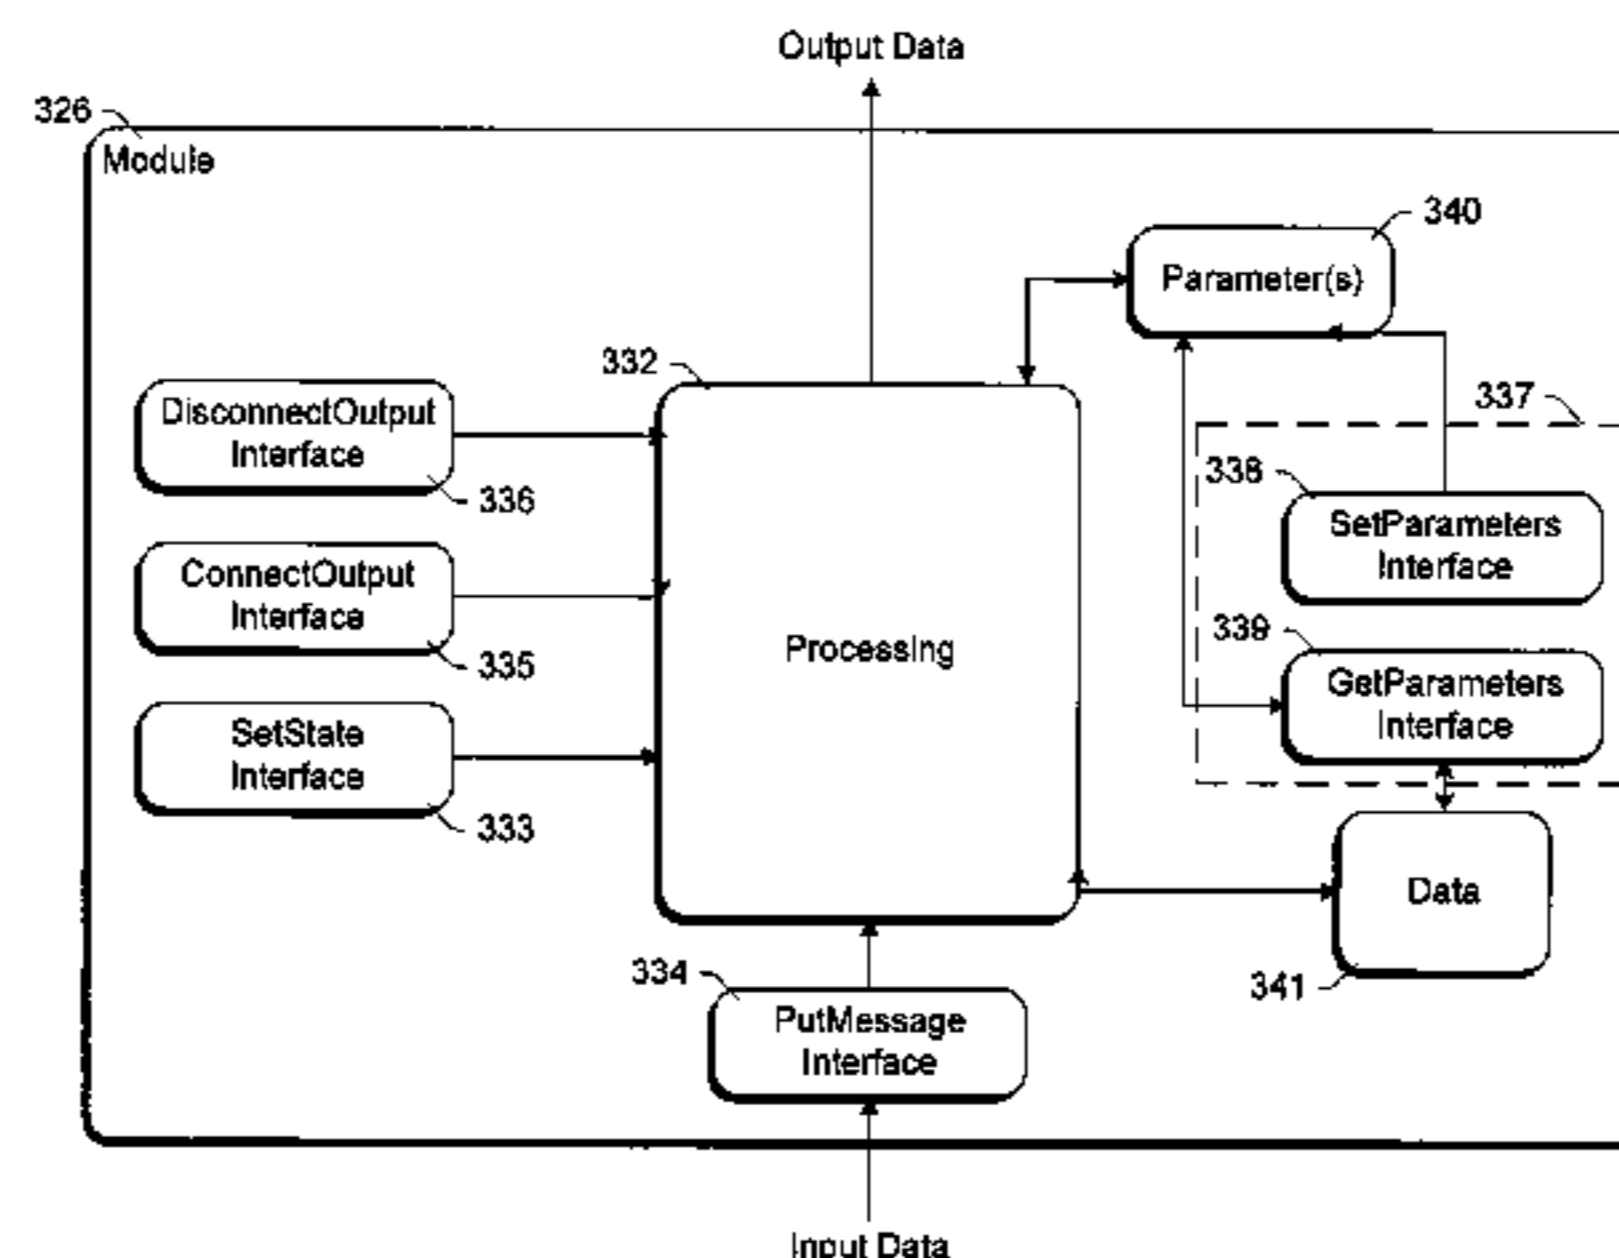 Output Data
326
Module
340
Parameter(s)
332
337
DisconnectOutput
Interface
336
338
SetParameters
Interface
ConnectOutput
Interface
335
339
GetParameters
Interface
Processing
SetState
Interface
333
Data
341
334
PutMessage
Interface
Input Data